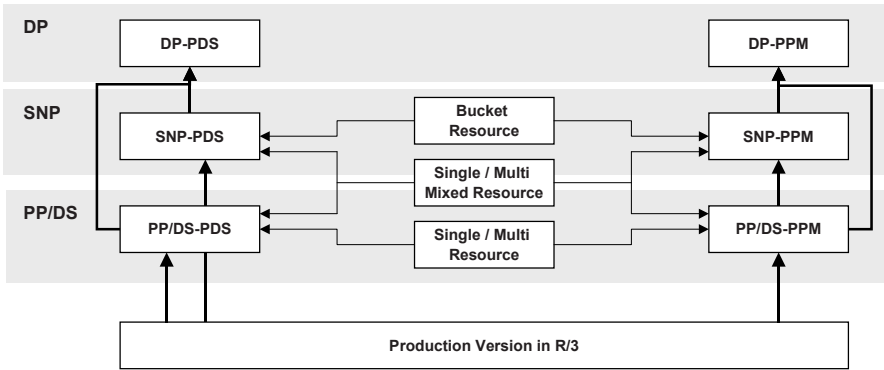 DP
DP-PDS
DP-PPM
SNP
Bucket
Resource
SNP-PDS
SNP-PPM
Single / Multi
Mixed Resource
PP/DS
PP/DS-PDS
Single / Multi
Resource
PP/DS-PPM
Production Version in R/3